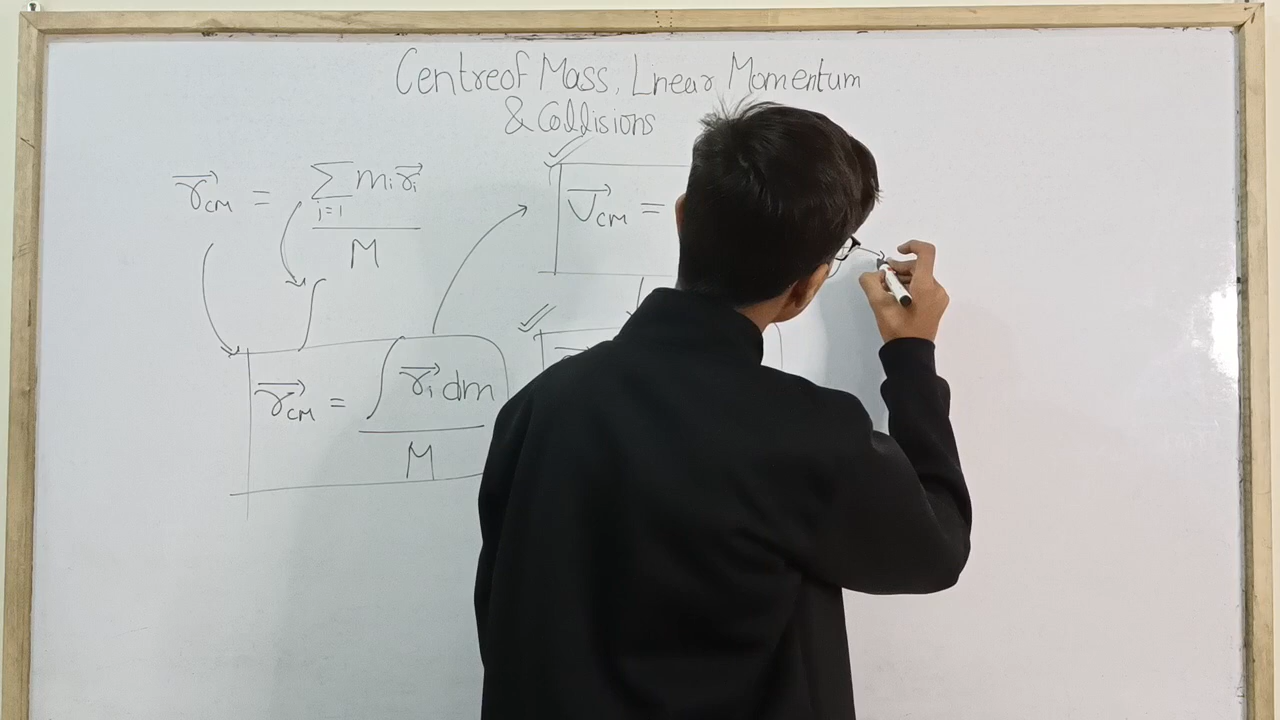 Centre of Mass, Linear Momentum
& Collisions
r⃗CM = Σ i=1 mi r⃗i / M
V⃗CM =
r⃗CM = ∫ r⃗i dm / M